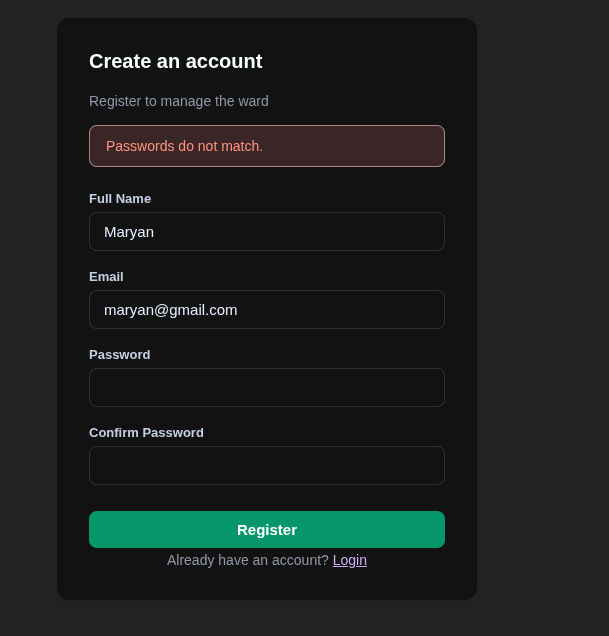 Create an account
Register to manage the ward
Passwords do not match.
Full Name
Maryan
Email
maryan@gmail.com
Password
Confirm Password
Register
Already have an account? Login